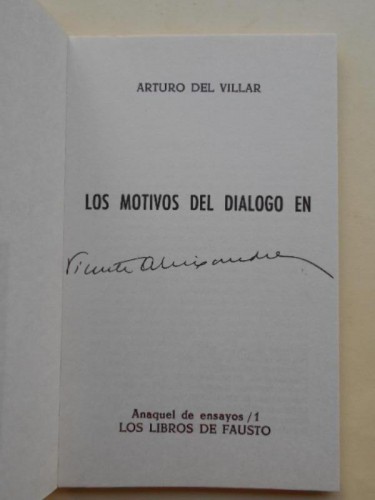 ARTURO DEL VILLAR
LOS MOTIVOS DEL DIALOGO EN
Vicente Aleixandre
Anaquel de ensayos/1
LOS LIBROS DE FAUSTO